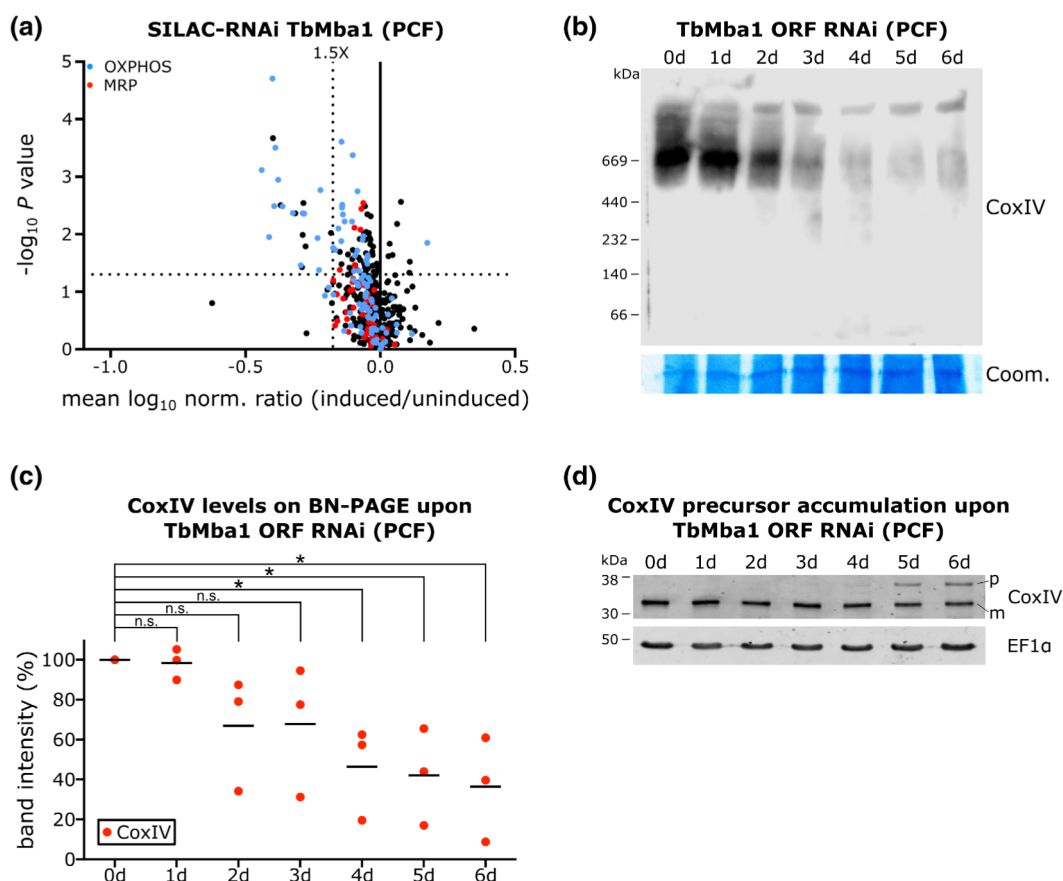 (a)
SILAC-RNAi TbMba1 (PCF)
1.5X
OXPHOS
MRP
5
4
3
2
1
0
-log₁₀ P value
-1.0
-0.5
0.0
0.5
mean log₁₀ norm. ratio (induced/uninduced)
(b)
TbMba1 ORF RNAi (PCF)
0d 1d 2d 3d 4d 5d 6d
kDa
669
440
232
140
66
CoxIV
Coom.
(c)
CoxIV levels on BN-PAGE upon
TbMba1 ORF RNAi (PCF)
*
*
*
n.s.
n.s.
n.s.
100
80
60
40
20
0
band intensity (%)
CoxIV
0d 1d 2d 3d 4d 5d 6d
(d)
CoxIV precursor accumulation upon
TbMba1 ORF RNAi (PCF)
kDa 0d 1d 2d 3d 4d 5d 6d
38
30
p
CoxIV
m
50
EF1α